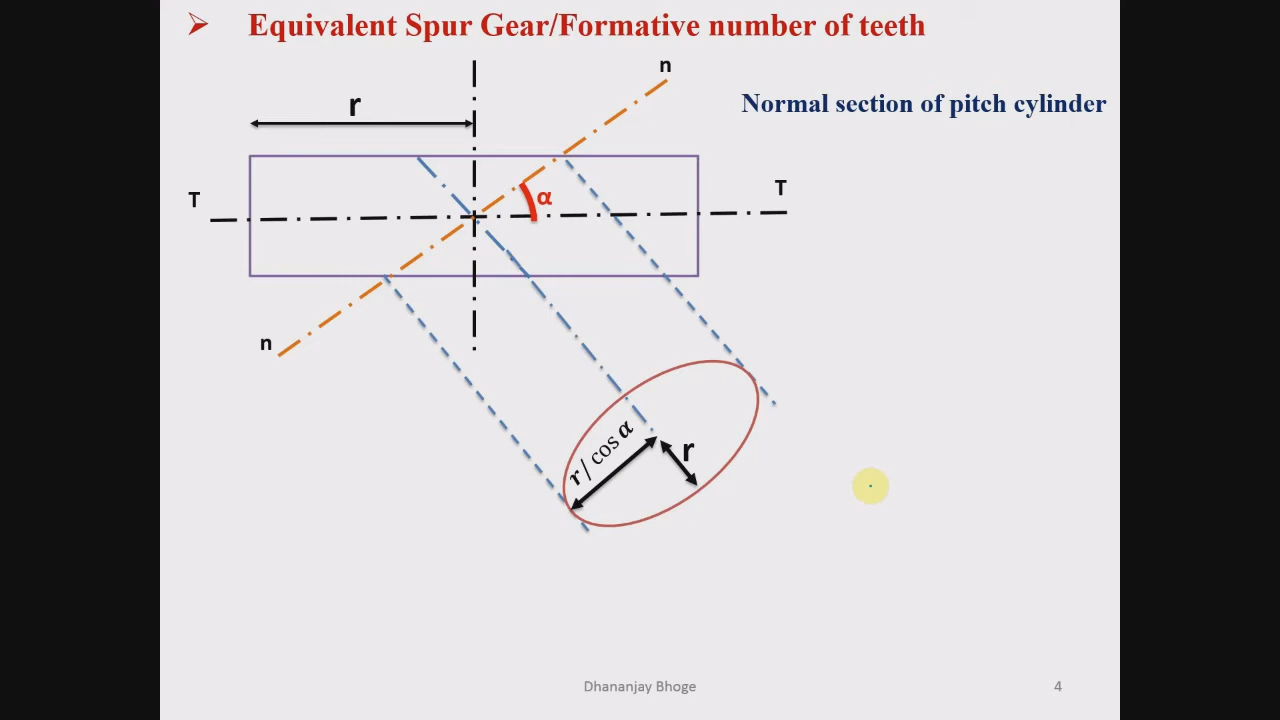 Equivalent Spur Gear/Formative number of teeth
n
Normal section of pitch cylinder
r
T
α
T
n
r / cos α
r
Dhananjay Bhoge
4